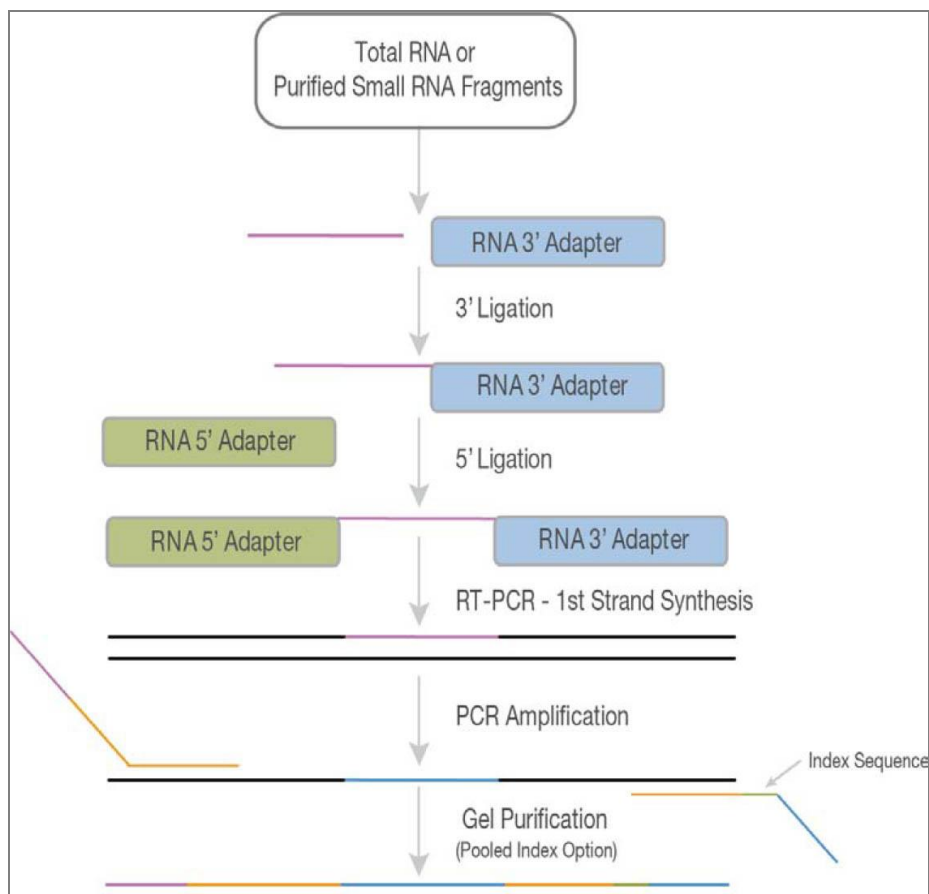 Total RNA or
Purified Small RNA Fragments
RNA 3’ Adapter
3’ Ligation
RNA 3’ Adapter
RNA 5’ Adapter
5’ Ligation
RNA 5’ Adapter
RNA 3’ Adapter
RT-PCR - 1st Strand Synthesis
PCR Amplification
Index Sequence
Gel Purification
(Pooled Index Option)